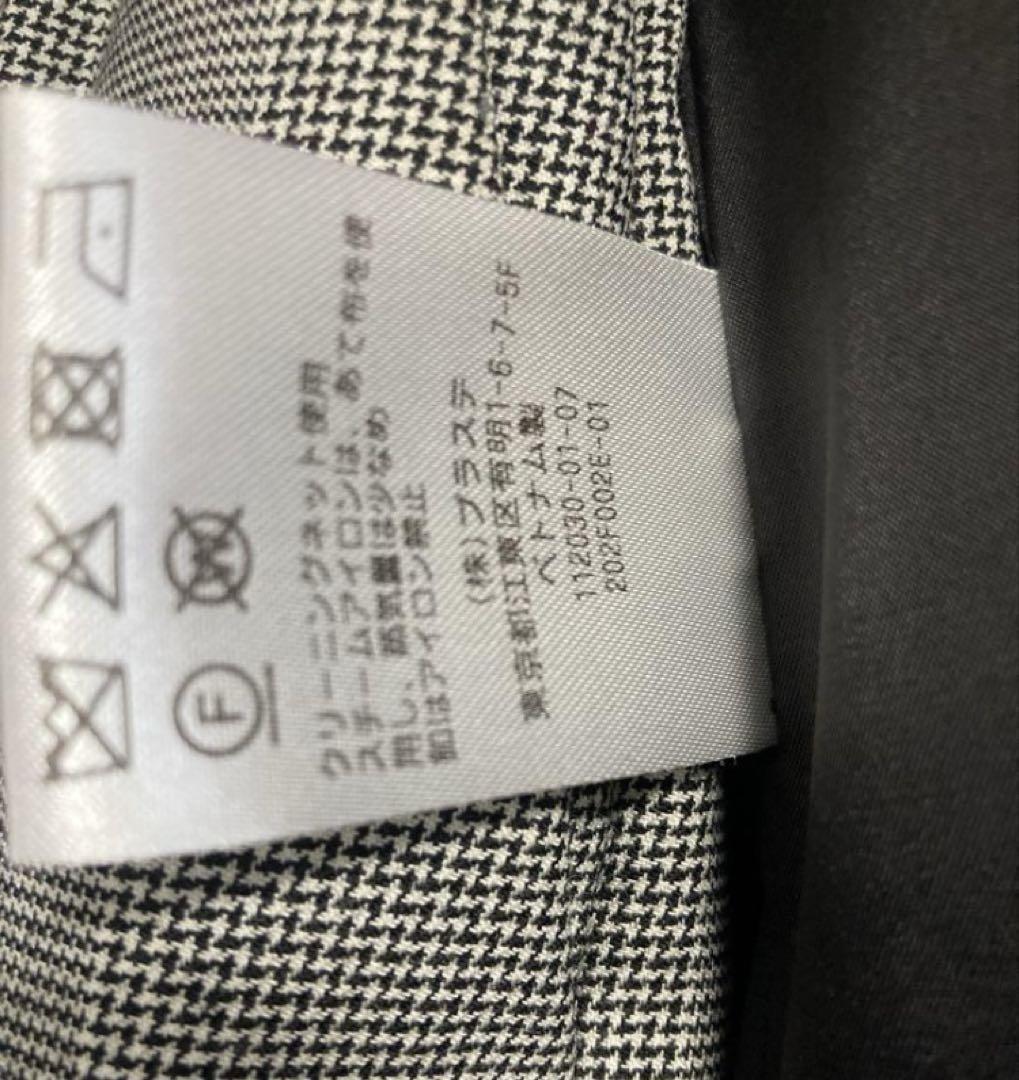 F
W
クリーニングネット使用
スチームアイロンは、あて布を使
用し、蒸気量は少なめ
釦はアイロン禁止
(株)プラステ
東京都江東区有明1-6-7-5F
ベトナム製
112030-01-07
202F002E-01